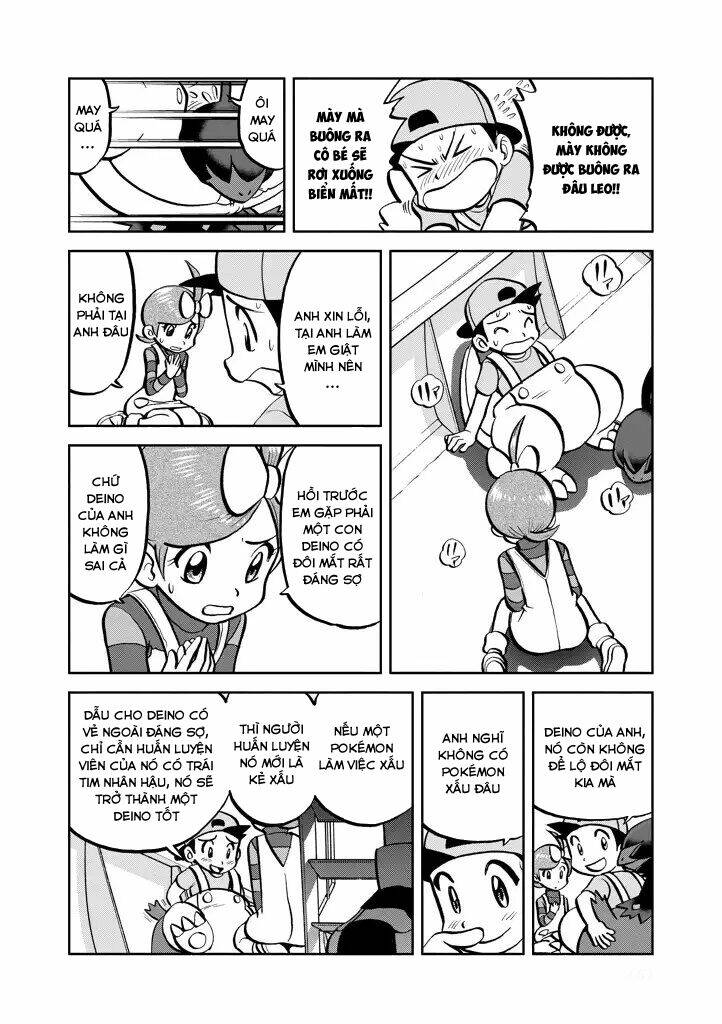 KHÔNG ĐƯỢC,
MÀY KHÔNG
ĐƯỢC BUÔNG RA
ĐÂU LEO!!
MÀY MÀ
BUÔNG RA
CÔ BÉ SẼ
RƠI XUỐNG
BIỂN MẤT!!
ÔI
MAY
QUÁ
MAY
QUÁ
...
ANH XIN LỖI,
TẠI ANH LÀM
EM GIẬT
MÌNH NÊN
...
KHÔNG
PHẢI TẠI
ANH ĐÂU
HỒI TRƯỚC
EM GẶP PHẢI
MỘT CON
DEINO CÓ
ĐÔI MẮT RẤT
ĐÁNG SỢ
CHỨ
DEINO
CỦA ANH
KHÔNG
LÀM GÌ
SAI CẢ
DEINO CỦA ANH,
NÓ CÒN KHÔNG
ĐỂ LỘ ĐÔI MẮT
KIA MÀ
ANH NGHĨ
KHÔNG CÓ
POKÉMON
XẤU ĐÂU
NẾU MỘT
POKÉMON
LÀM VIỆC XẤU
THÌ NGƯỜI
HUẤN LUYỆN
NÓ MỚI LÀ
KẺ XẤU
DẪU CHO DEINO CÓ
VẺ NGOÀI ĐÁNG SỢ,
CHỈ CẦN HUẤN LUYỆN
VIÊN CỦA NÓ CÓ TRÁI
TIM NHÂN HẬU, NÓ SẼ
TRỞ THÀNH MỘT
DEINO TỐT